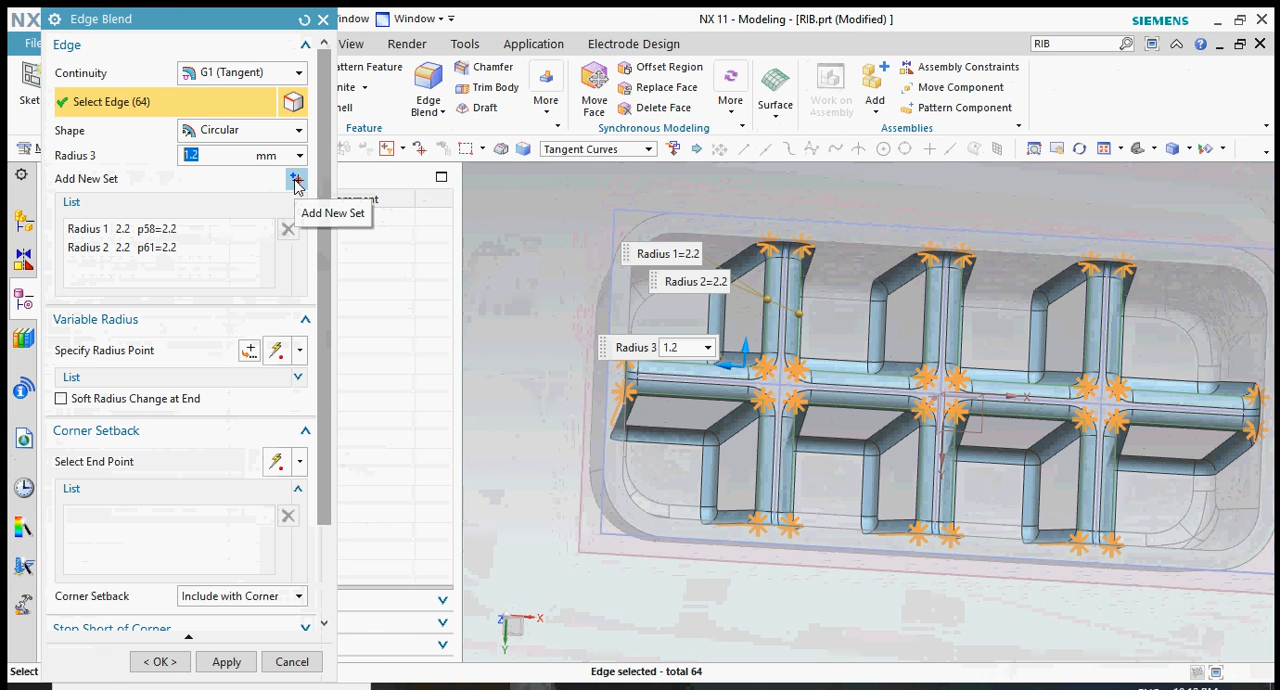 NX
Edge Blend
indow
Window
NX 11 - Modeling - [RIB.prt (Modified) ]
SIEMENS
File
View
Render
Tools
Application
Electrode Design
RIB
Edge
Continuity
G1 (Tangent)
Select Edge (64)
Shape
Circular
Radius 3
1.2
mm
Add New Set
List
Radius 1 2.2 p58=2.2
Radius 2 2.2 p61=2.2
Add New Set
Variable Radius
Specify Radius Point
List
Soft Radius Change at End
Corner Setback
Select End Point
List
Corner Setback
Include with Corner
Stop Short of Corner
< OK >
Apply
Cancel
Sket
attern Feature
nite
hell
Edge
Blend
Chamfer
Trim Body
Draft
More
Feature
Move
Face
Offset Region
Replace Face
Delete Face
More
Synchronous Modeling
Surface
Work on
Assembly
Add
Assembly Constraints
Move Component
Pattern Component
Assemblies
M
Tangent Curves
mment
Radius 1=2.2
Radius 2=2.2
Radius 3
1.2
X
Y
Z
X
Y
Select
Edge selected - total 64